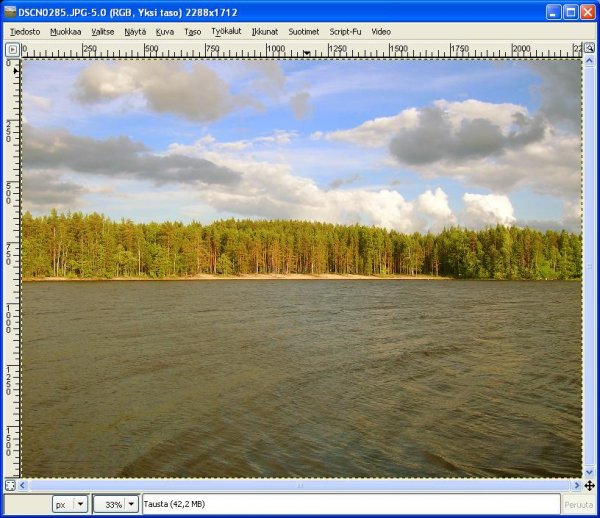 DSCN0285.JPG-5.0 (RGB, Yksi taso) 2288x1712
Tiedosto Muokkaa Valitse Näytä Kuva Taso Työkalut Ikkunat Suotimet Script-Fu Video
0 250 500 750 1000 1250 1500 1750 2000
0
250
500
750
1000
1250
1500
px 33% Tausta (42,2 MB) Peruuta